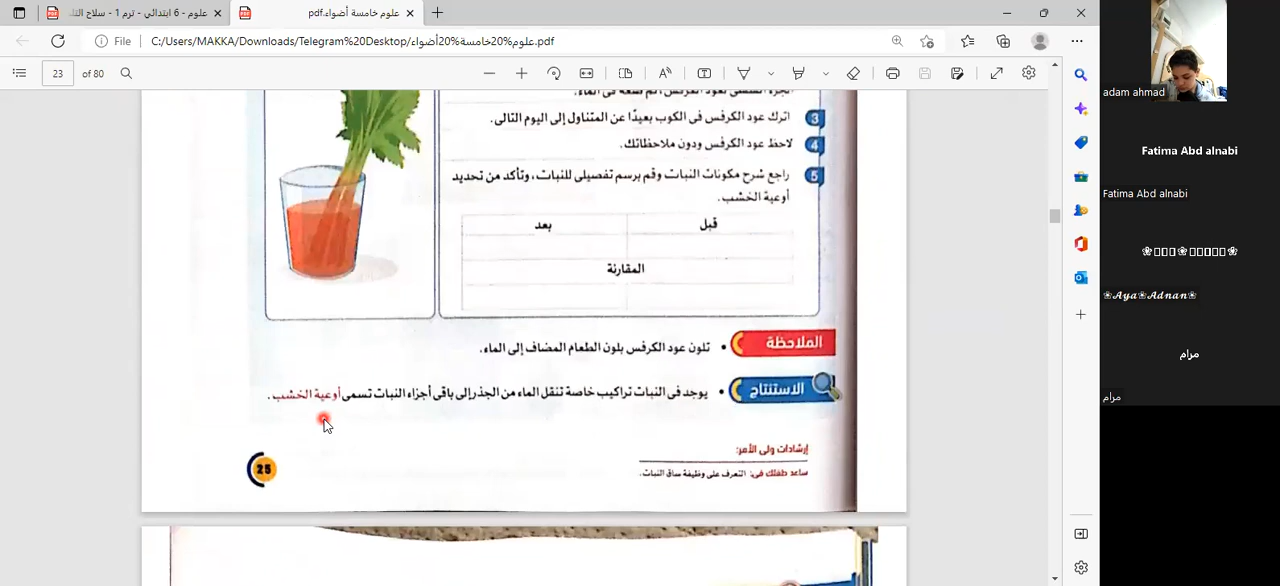 علوم - 6 ابتدائي - ترم 1 - سلاح التل
علوم خامسة أضواء.pdf
File
C:/Users/MAKKA/Downloads/Telegram%20Desktop/علوم%20خامسة%20أضواء.pdf
23 of 80
3 اترك عود الكرفس فى الكوب بعيدًا عن المتناول إلى اليوم التالى.
4 لاحظ عود الكرفس ودون ملاحظاتك.
5 راجع شرح مكونات النبات وقم برسم تفصيلى للنبات، وتأكد من تحديد
أوعية الخشب.
قبل بعد
المقارنة
الملاحظة • تلون عود الكرفس بلون الطعام المضاف إلى الماء.
الاستنتاج • يوجد فى النبات تراكيب خاصة تنقل الماء من الجذر إلى باقى أجزاء النبات تسمى أوعية الخشب.
إرشادات ولى الأمر:
ساعد طفلك فى: التعرف على وظيفة ساق النبات.
25
adam ahmad
Fatima Abd alnabi
Fatima Abd alnabi
❀𝓐𝔂𝓪❀𝓐𝓭𝓷𝓪𝓷❀
مرام
مرام